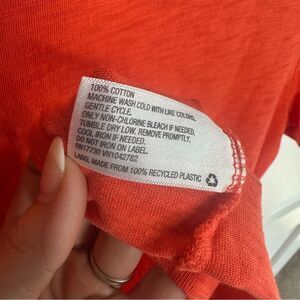 100% COTTON
MACHINE WASH COLD WITH LIKE COLORS,
GENTLE CYCLE.
ONLY NON-CHLORINE BLEACH IF NEEDED.
TUMBLE DRY LOW. REMOVE PROMPTLY.
COOL IRON IF NEEDED.
DO NOT IRON ON LABEL.
RN17730 VN1042782
LABEL MADE FROM 100% RECYCLED PLASTIC